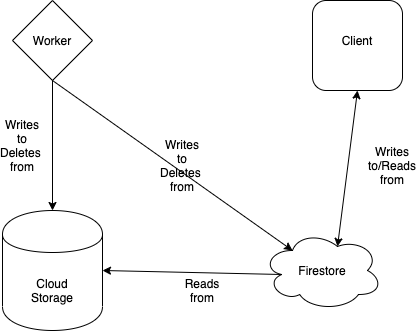 Worker
Client
Writes
to
Deletes
from
Writes
to
Deletes
from
Writes
to/Reads
from
Firestore
Cloud
Storage
Reads
from